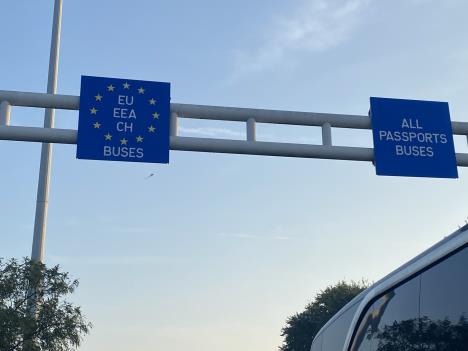 EU
EEA
CH
BUSES
ALL
PASSPORTS
BUSES